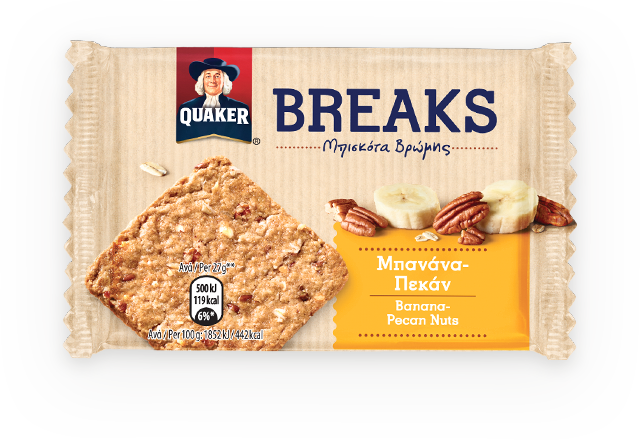 QUAKER
®
BREAKS
Μπισκότα Βρώμης
Μπανάνα-
Πεκάν
Banana-
Pecan Nuts
Ανά / Per 27g**
500 kJ
119 kcal
6%*
Ανά / Per 100 g: 1852 kJ / 442 kcal